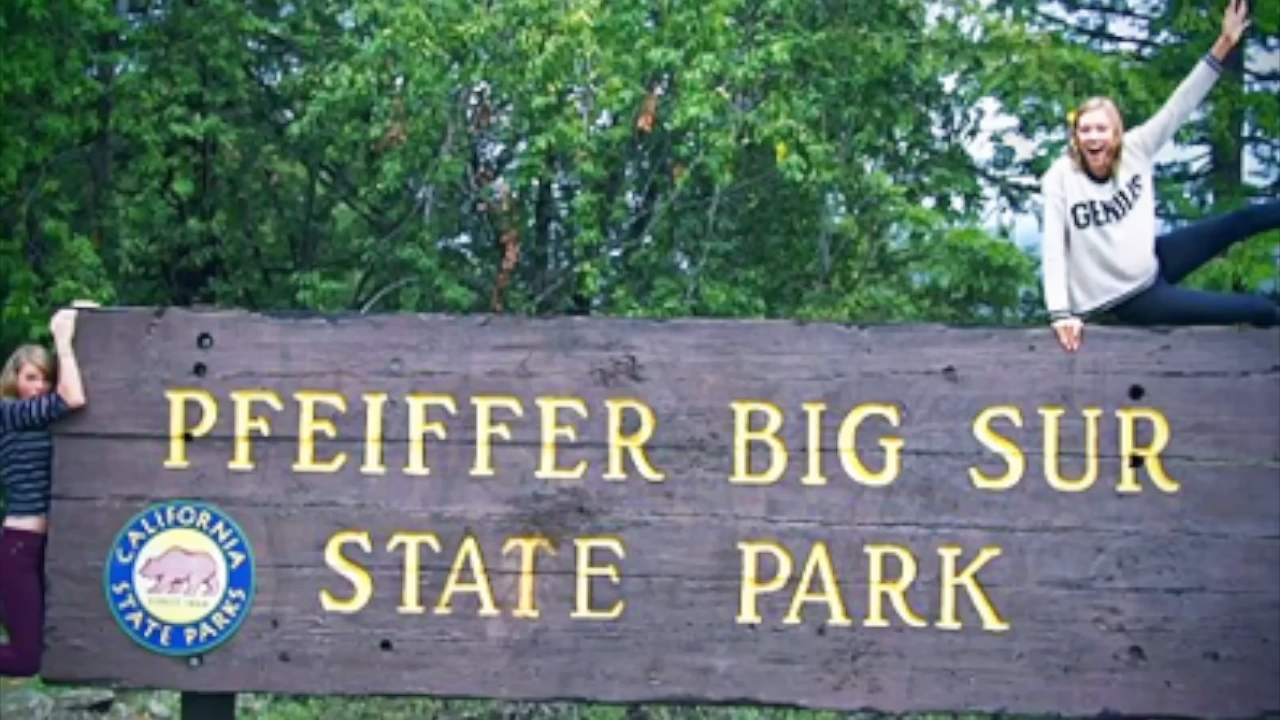 GENIUS
PFEIFFER BIG SUR
STATE PARK
CALIFORNIA
STATE PARKS